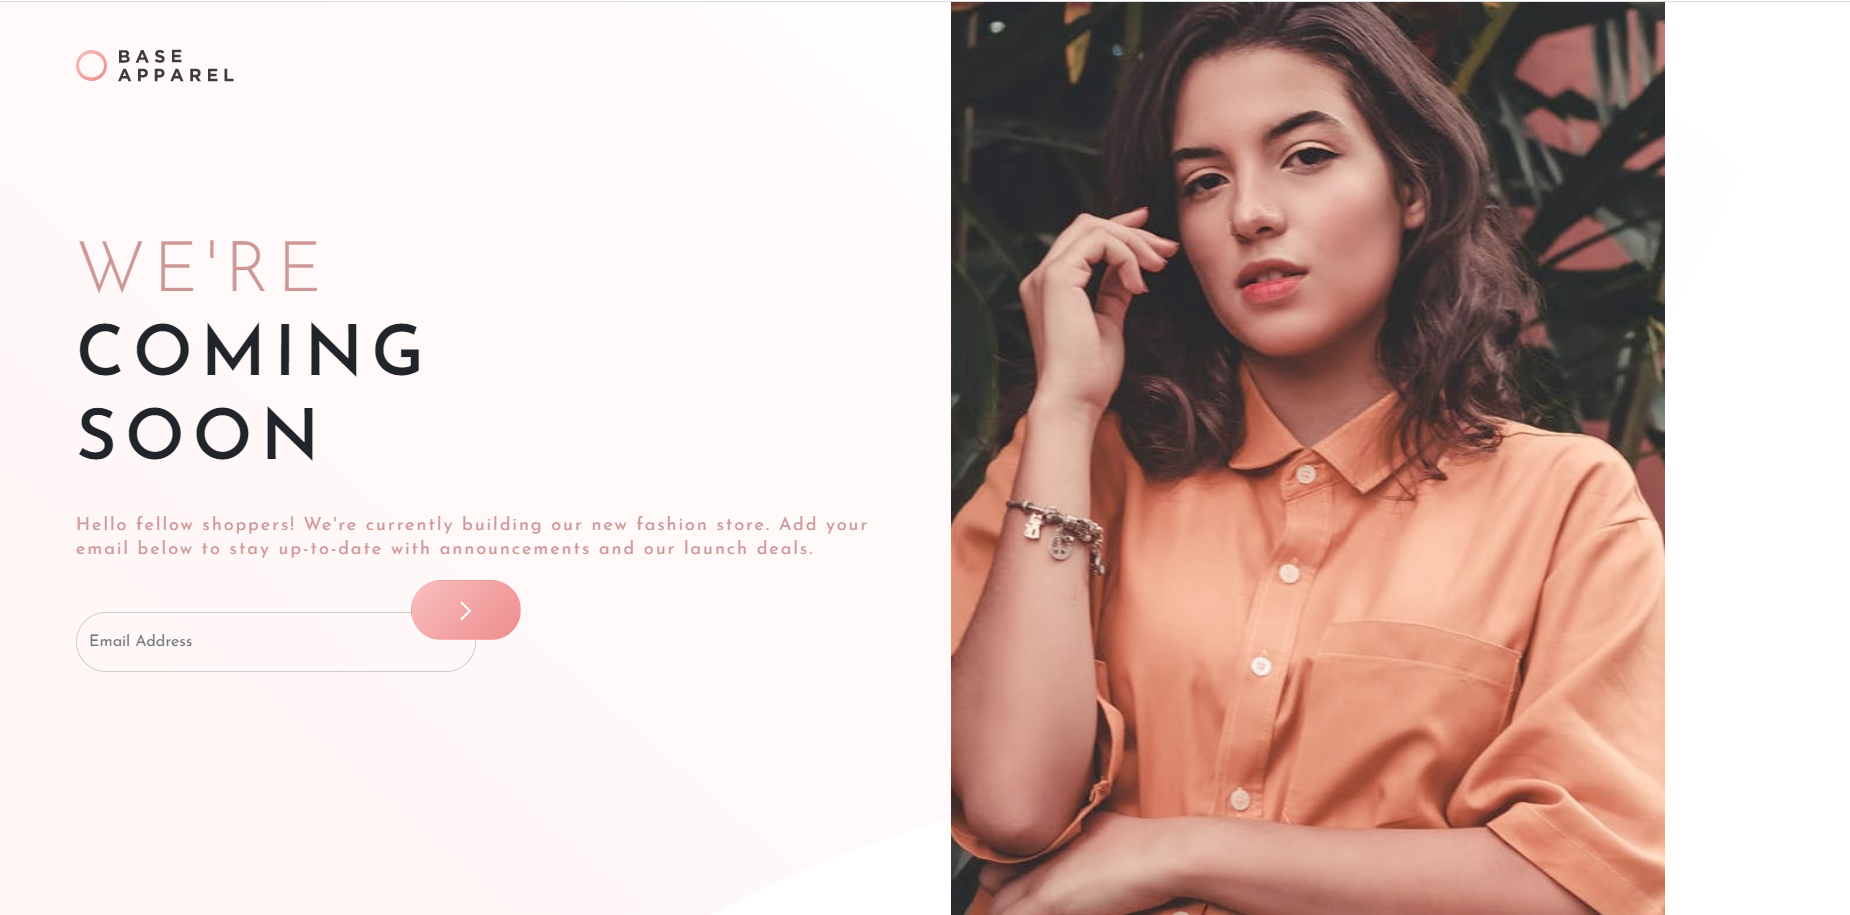 BASE
APPAREL
WE'RE
COMING
SOON
Hello fellow shoppers! We're currently building our new fashion store. Add your
email below to stay up-to-date with announcements and our launch deals.
Email Address